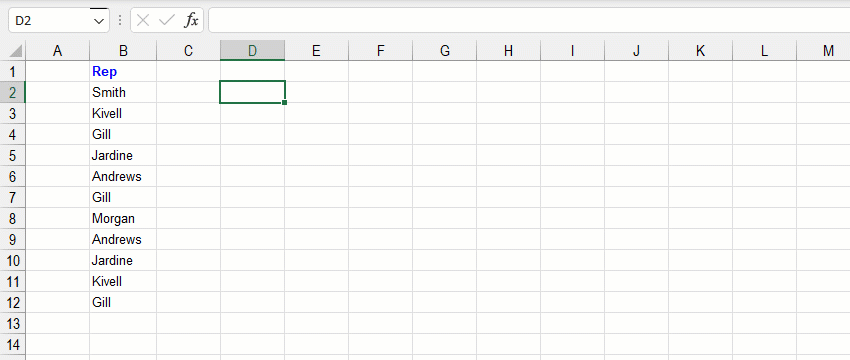 D2 fx
A B C D E F G H I J K L M
1 Rep
2 Smith
3 Kivell
4 Gill
5 Jardine
6 Andrews
7 Gill
8 Morgan
9 Andrews
10 Jardine
11 Kivell
12 Gill
13
14